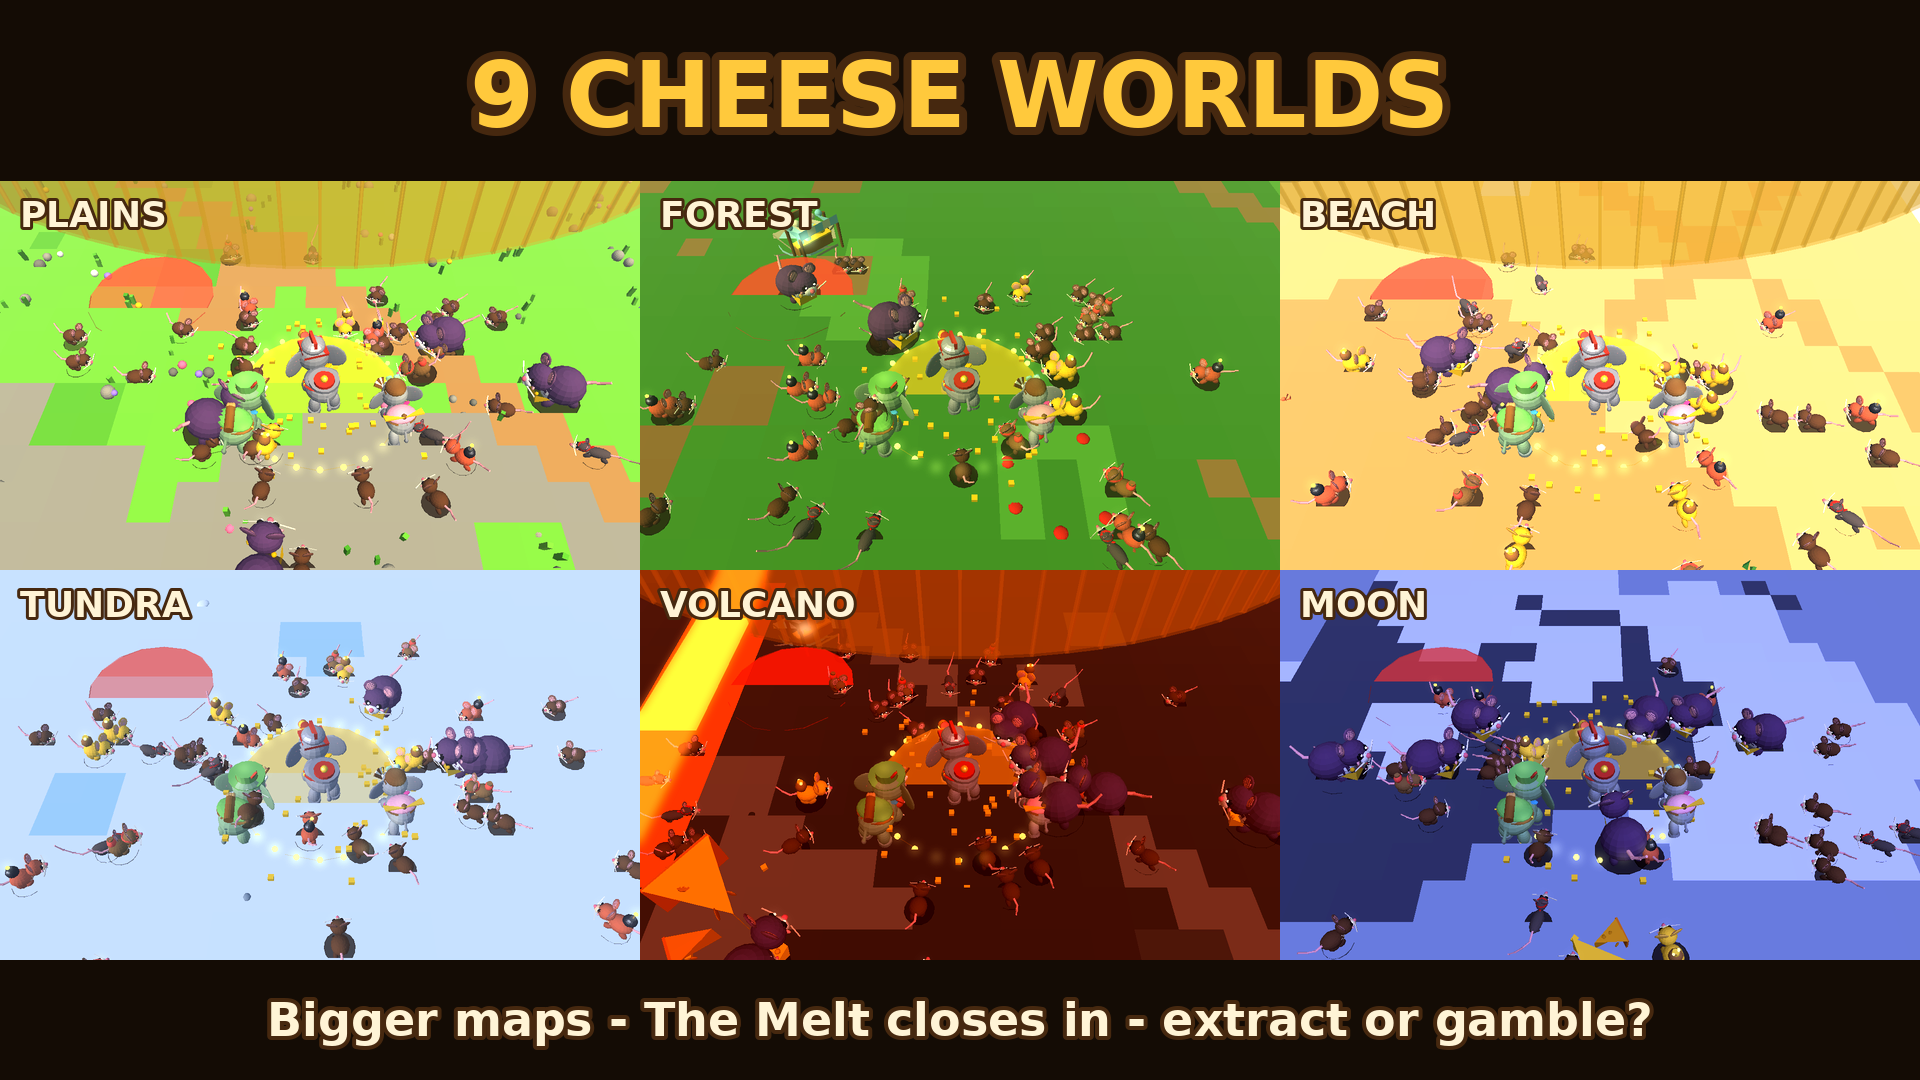 9 CHEESE WORLDS
PLAINS
FOREST
BEACH
TUNDRA
VOLCANO
MOON
Bigger maps - The Melt closes in - extract or gamble?